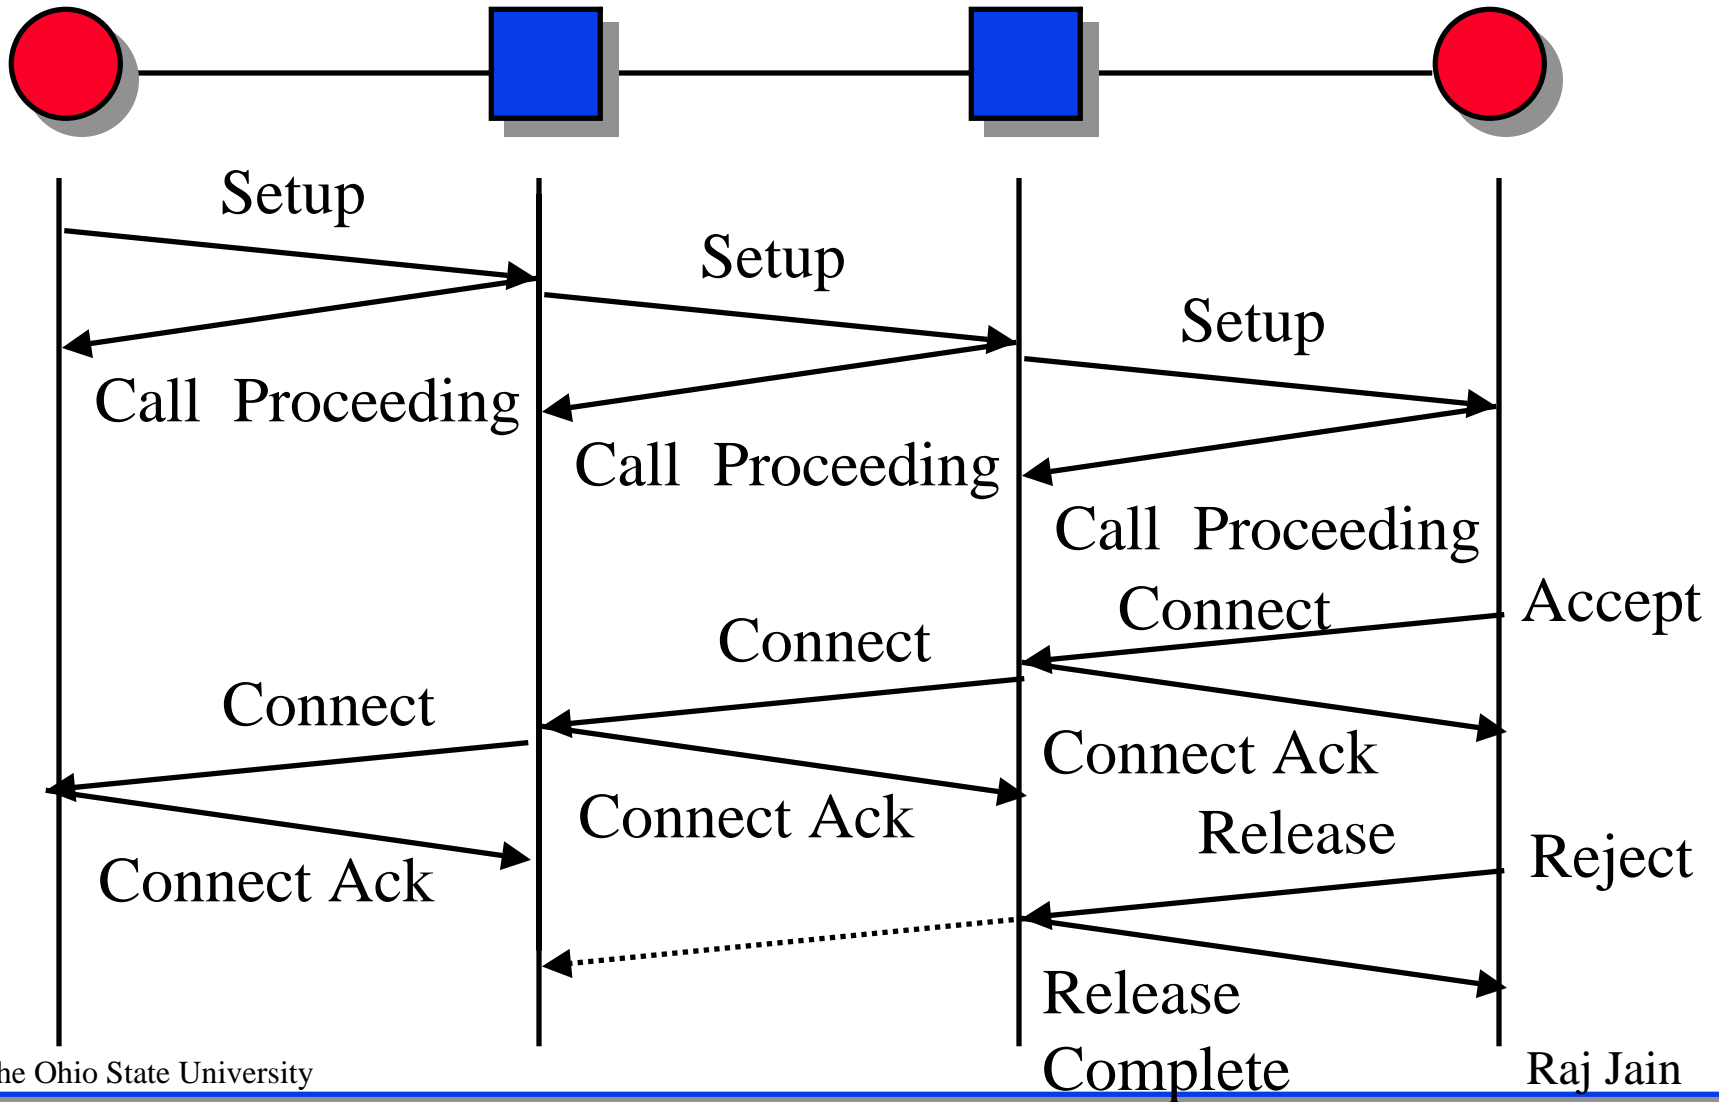 Setup
Setup
Setup
Call Proceeding
Call Proceeding
Call Proceeding
Connect
Accept
Connect
Connect
Connect Ack
Connect Ack
Connect Ack
Release
Reject
Release
Complete
he Ohio State University
Raj Jain